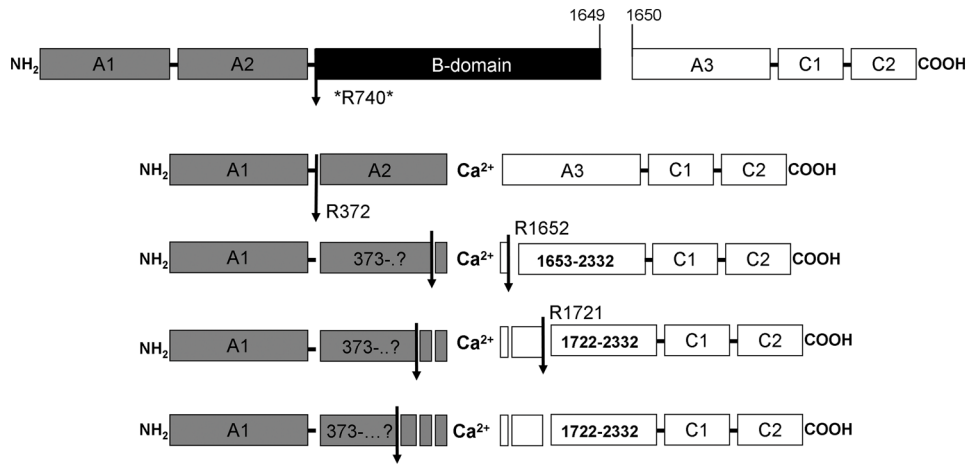 1649 1650
NH2 A1 A2 B-domain A3 C1 C2 COOH
*R740*
NH2 A1 A2 Ca2+ A3 C1 C2 COOH
R372
R1652
NH2 A1 373-.? Ca2+ 1653-2332 C1 C2 COOH
R1721
NH2 A1 373-..? Ca2+ 1722-2332 C1 C2 COOH
NH2 A1 373-...? Ca2+ 1722-2332 C1 C2 COOH